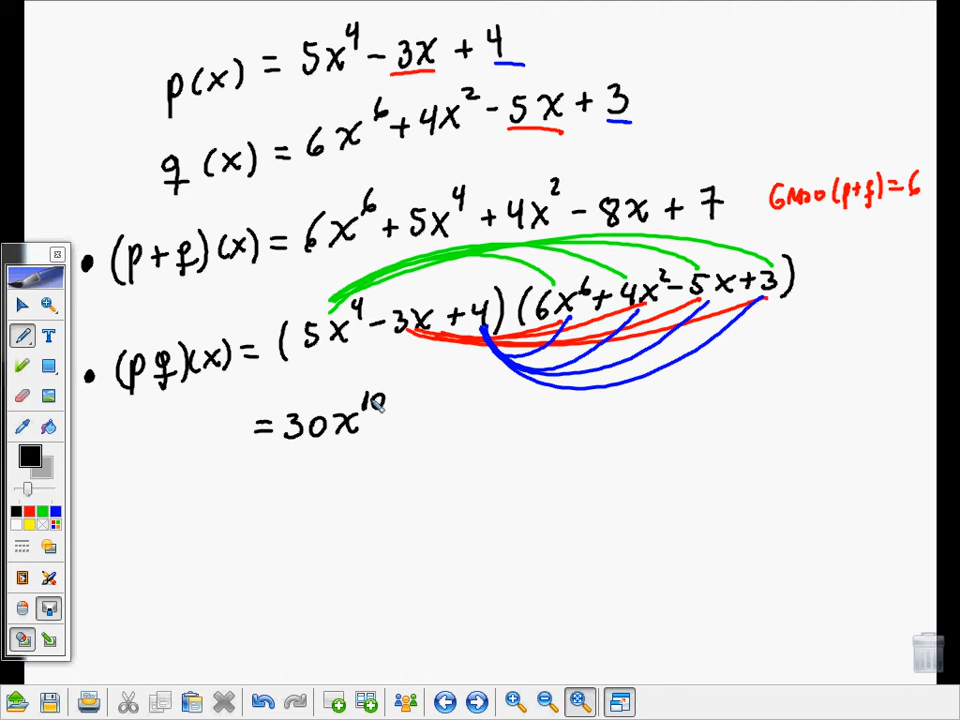 p(x) = 5x⁴ - 3x + 4
q(x) = 6x⁶ + 4x² - 5x + 3
• (p+q)(x) = 6x⁶ + 5x⁴ + 4x² - 8x + 7
GRADO(p+q)=6
• (pq)(x) = (5x⁴ - 3x + 4)(6x⁶ + 4x² - 5x + 3)
= 30x¹⁰